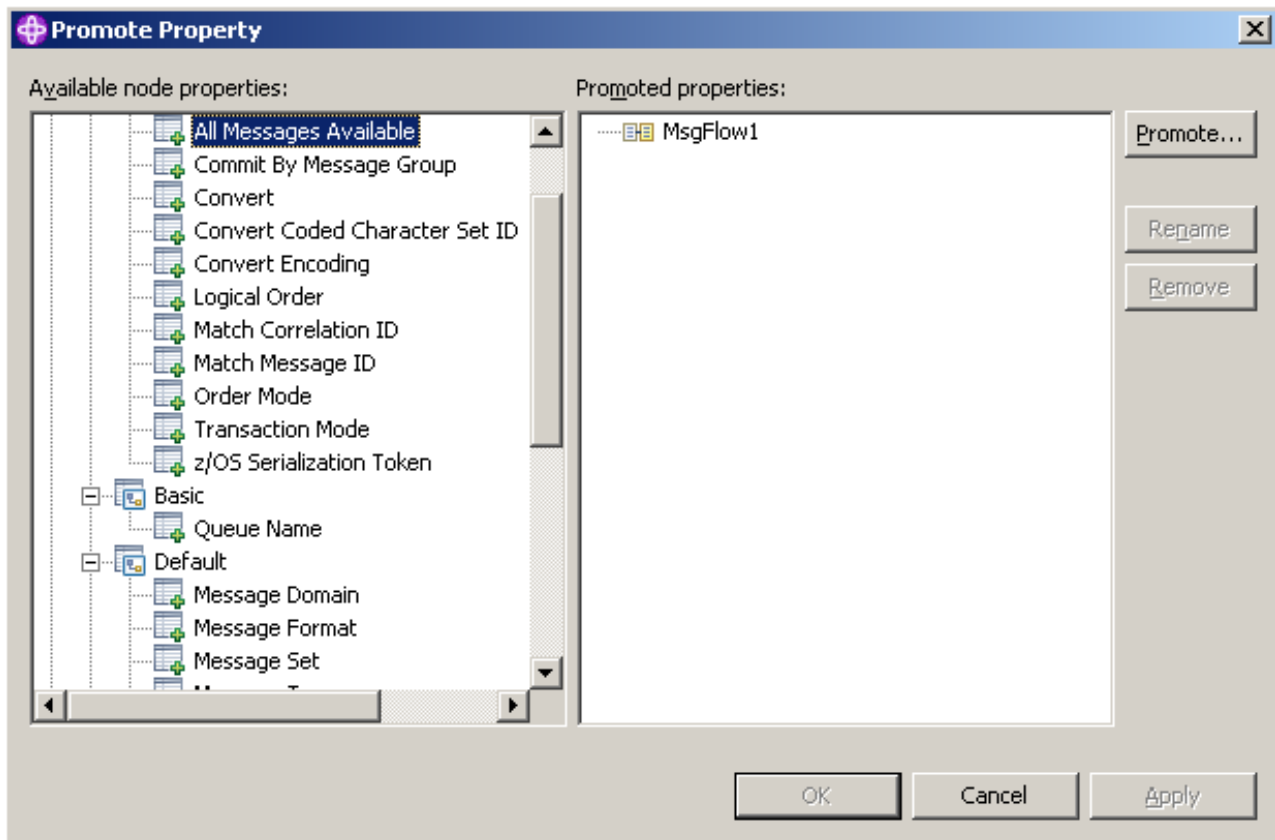 Promote Property
Available node properties:
Promoted properties:
All Messages Available
Commit By Message Group
Convert
Convert Coded Character Set ID
Convert Encoding
Logical Order
Match Correlation ID
Match Message ID
Order Mode
Transaction Mode
z/OS Serialization Token
Basic
Queue Name
Default
Message Domain
Message Format
Message Set
MsgFlow1
Promote...
Rename
Remove
OK
Cancel
Apply